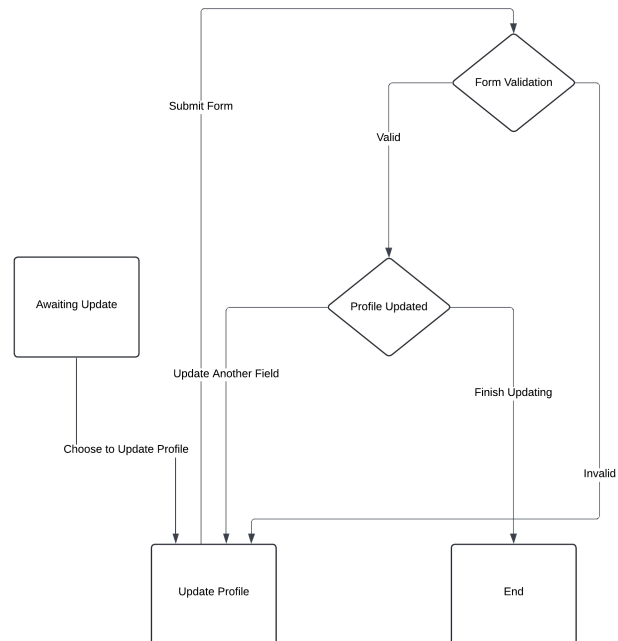 Form Validation
Submit Form
Valid
Awaiting Update
Profile Updated
Update Another Field
Finish Updating
Choose to Update Profile
Invalid
Update Profile
End